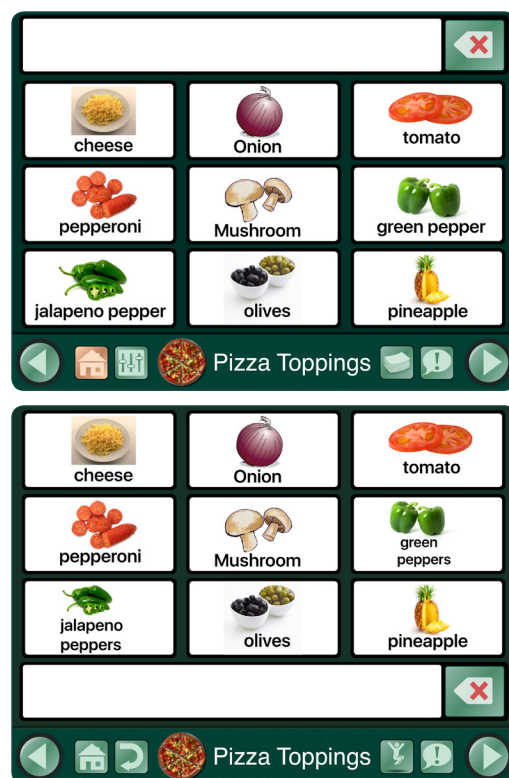 cheese
Onion
tomato
pepperoni
Mushroom
green pepper
jalapeno pepper
olives
pineapple
Pizza Toppings
cheese
Onion
tomato
pepperoni
Mushroom
green
peppers
jalapeno
peppers
olives
pineapple
Pizza Toppings